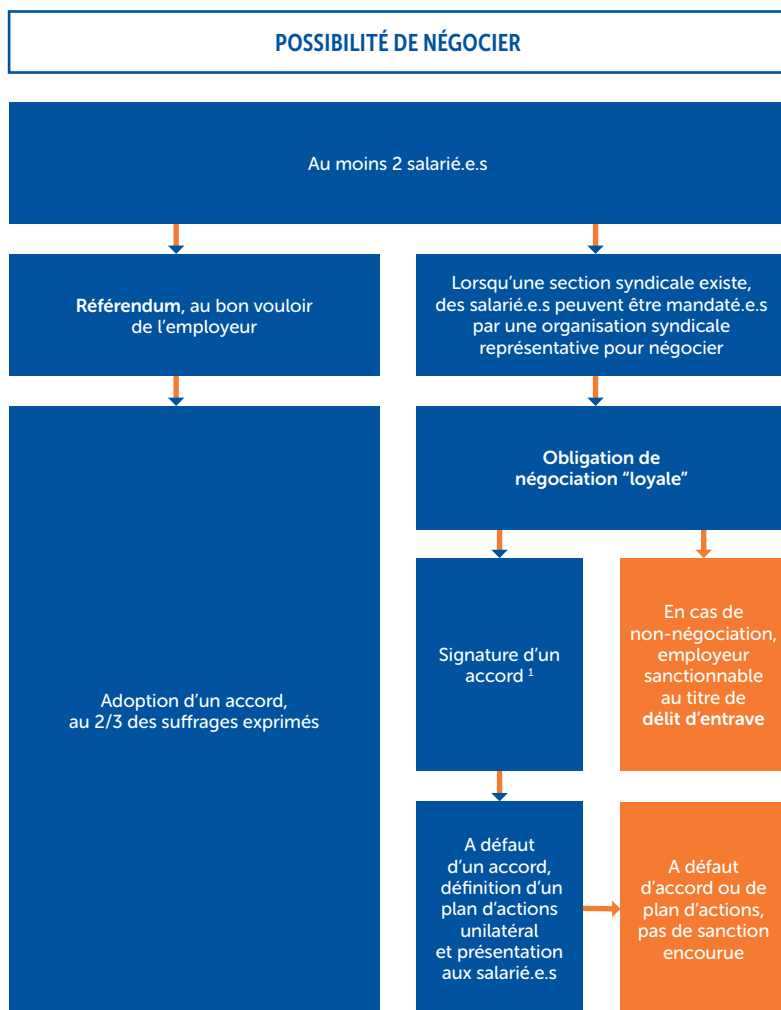 POSSIBILITÉ DE NÉGOCIER
Au moins 2 salarié.e.s
Référendum, au bon vouloir
de l'employeur
Lorsqu'une section syndicale existe,
des salarié.e.s peuvent être mandaté.e.s
par une organisation syndicale
représentative pour négocier
Adoption d'un accord,
au 2/3 des suffrages exprimés
Obligation de
négociation "loyale"
Signature d'un
accord ¹
En cas de
non-négociation,
employeur
sanctionnable
au titre de
délit d'entrave
A défaut
d'un accord,
définition d'un
plan d'actions
unilatéral
et présentation
aux salarié.e.s
A défaut
d'accord ou de
plan d'actions,
pas de sanction
encourue